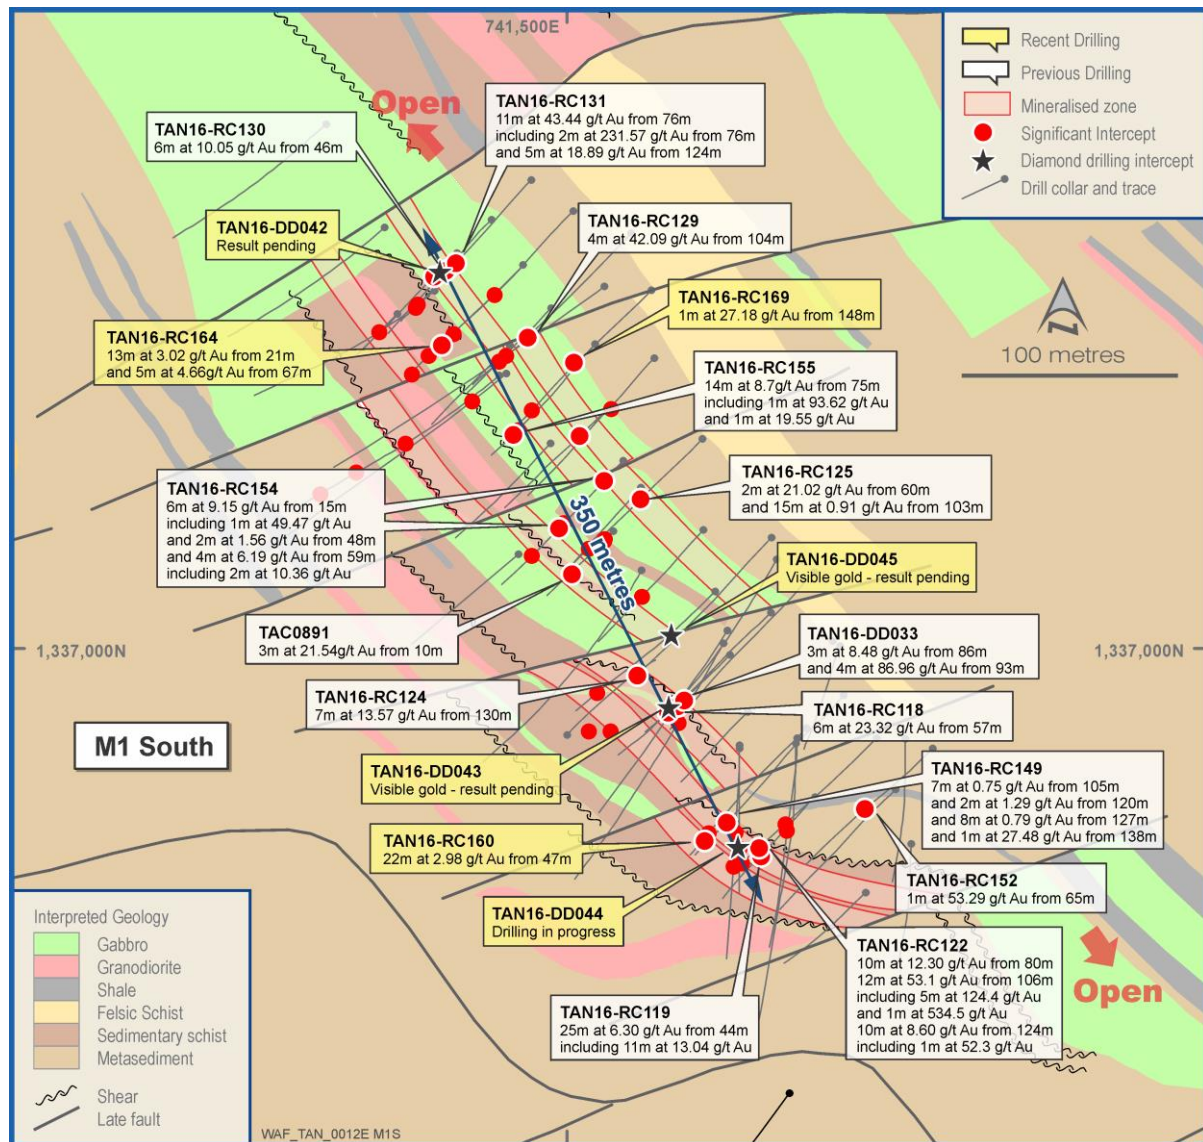 741,500E
Open
Recent Drilling
Previous Drilling
Mineralised zone
Significant Intercept
Diamond drilling intercept
Drill collar and trace
TAN16-RC131
11m at 43.44 g/t Au from 76m
including 2m at 231.57 g/t Au from 76m
and 5m at 18.89 g/t Au from 124m
TAN16-RC130
6m at 10.05 g/t Au from 46m
TAN16-DD042
Result pending
TAN16-RC129
4m at 42.09 g/t Au from 104m
TAN16-RC169
1m at 27.18 g/t Au from 148m
N
100 metres
TAN16-RC164
13m at 3.02 g/t Au from 21m
and 5m at 4.66g/t Au from 67m
TAN16-RC155
14m at 8.7g/t Au from 75m
including 1m at 93.62 g/t Au
and 1m at 19.55 g/t Au
TAN16-RC154
6m at 9.15 g/t Au from 15m
including 1m at 49.47 g/t Au
and 2m at 1.56 g/t Au from 48m
and 4m at 6.19 g/t Au from 59m
including 2m at 10.36 g/t Au
TAN16-RC125
2m at 21.02 g/t Au from 60m
and 15m at 0.91 g/t Au from 103m
350 metres
TAN16-DD045
Visible gold - result pending
TAC0891
3m at 21.54g/t Au from 10m
1,337,000N
1,337,000N
TAN16-DD033
3m at 8.48 g/t Au from 86m
and 4m at 86.96 g/t Au from 93m
TAN16-RC124
7m at 13.57 g/t Au from 130m
TAN16-RC118
6m at 23.32 g/t Au from 57m
M1 South
TAN16-DD043
Visible gold - result pending
TAN16-RC149
7m at 0.75 g/t Au from 105m
and 2m at 1.29 g/t Au from 120m
and 8m at 0.79 g/t Au from 127m
and 1m at 27.48 g/t Au from 138m
TAN16-RC160
22m at 2.98 g/t Au from 47m
TAN16-RC152
1m at 53.29 g/t Au from 65m
TAN16-DD044
Drilling in progress
TAN16-RC122
10m at 12.30 g/t Au from 80m
12m at 53.1 g/t Au from 106m
including 5m at 124.4 g/t Au
and 1m at 534.5 g/t Au
10m at 8.60 g/t Au from 124m
including 1m at 52.3 g/t Au
Open
TAN16-RC119
25m at 6.30 g/t Au from 44m
including 11m at 13.04 g/t Au
Interpreted Geology
Gabbro
Granodiorite
Shale
Felsic Schist
Sedimentary schist
Metasediment
Shear
Late fault
WAF_TAN_0012E M1S